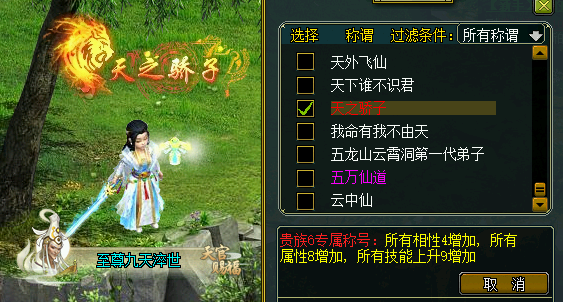 天之骄子
至尊九天淬世
天官
赐福
选择 称谓 过滤条件: 所有称谓
天外飞仙
天下谁不识君
天之骄子
我命有我不由天
五龙山云霄洞第一代弟子
五万仙道
云中仙
贵族6专属称号: 所有相性4增加, 所有
属性8增加, 所有技能上升9增加
取 消